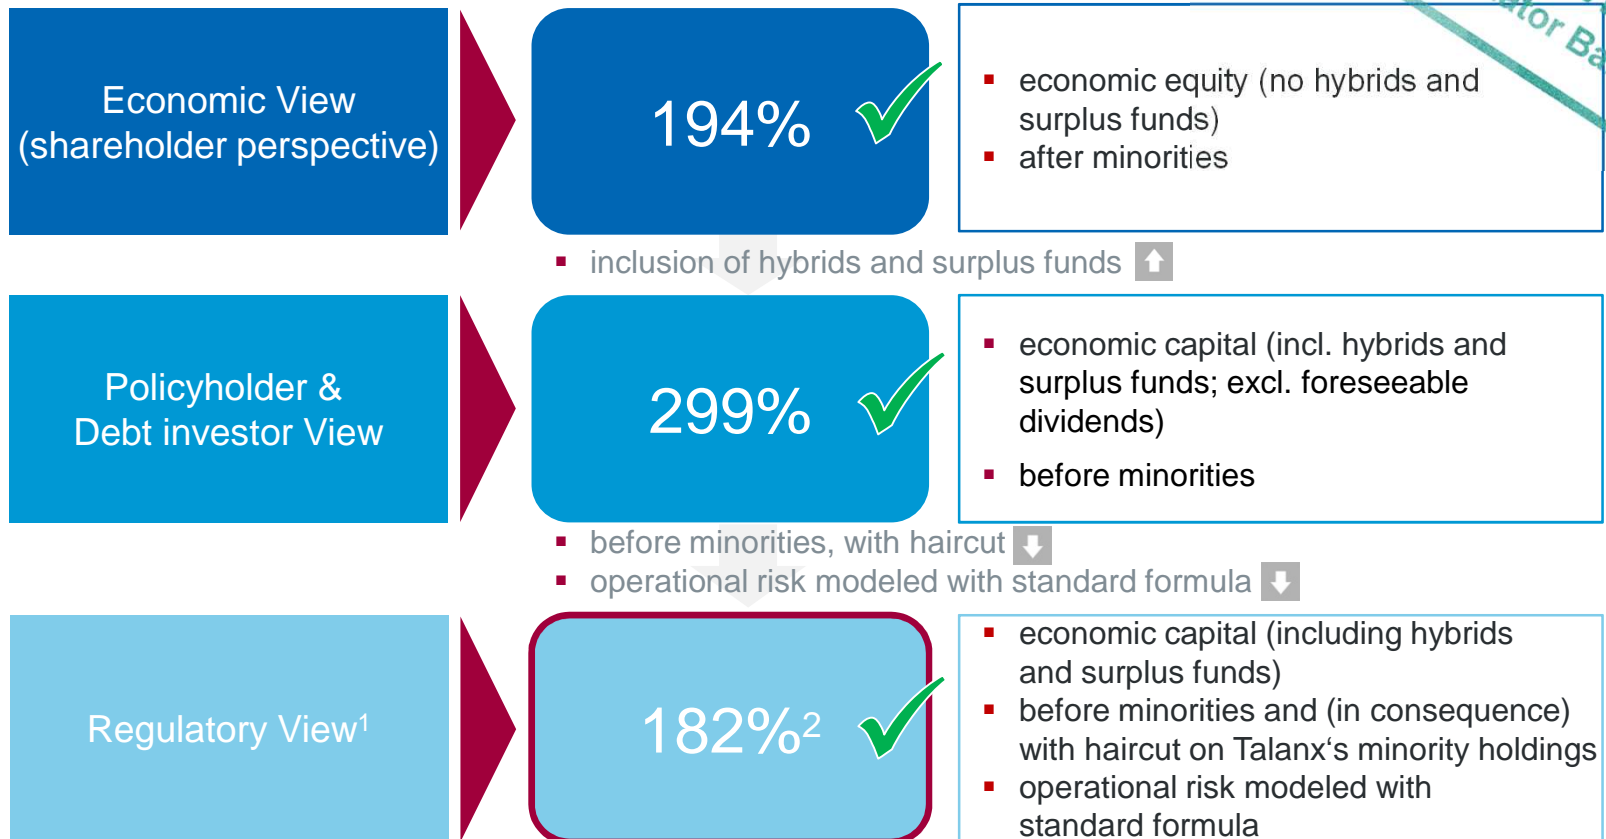 Economic View
(shareholder perspective)
194%
▪ economic equity (no hybrids and
surplus funds)
▪ after minorities
▪ inclusion of hybrids and surplus funds
Policyholder &
Debt investor View
299%
▪ economic capital (incl. hybrids and
surplus funds; excl. foreseeable
dividends)
▪ before minorities
▪ before minorities, with haircut
▪ operational risk modeled with standard formula
Regulatory View¹
182%²
▪ economic capital (including hybrids
and surplus funds)
▪ before minorities and (in consequence)
with haircut on Talanx‘s minority holdings
▪ operational risk modeled with
standard formula